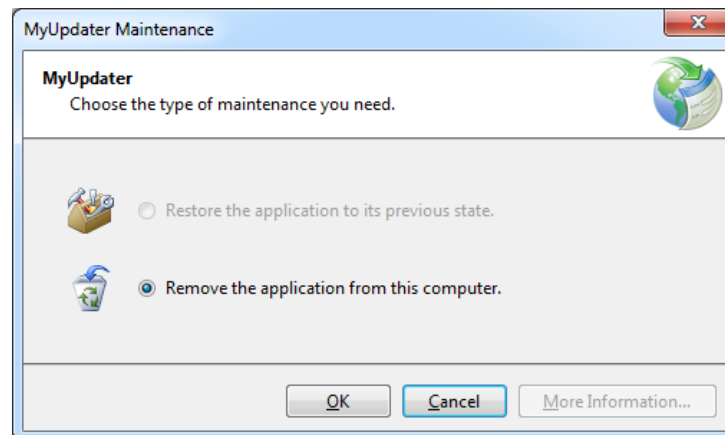 MyUpdater Maintenance
MyUpdater
Choose the type of maintenance you need.
Restore the application to its previous state.
Remove the application from this computer.
OK Cancel More Information...